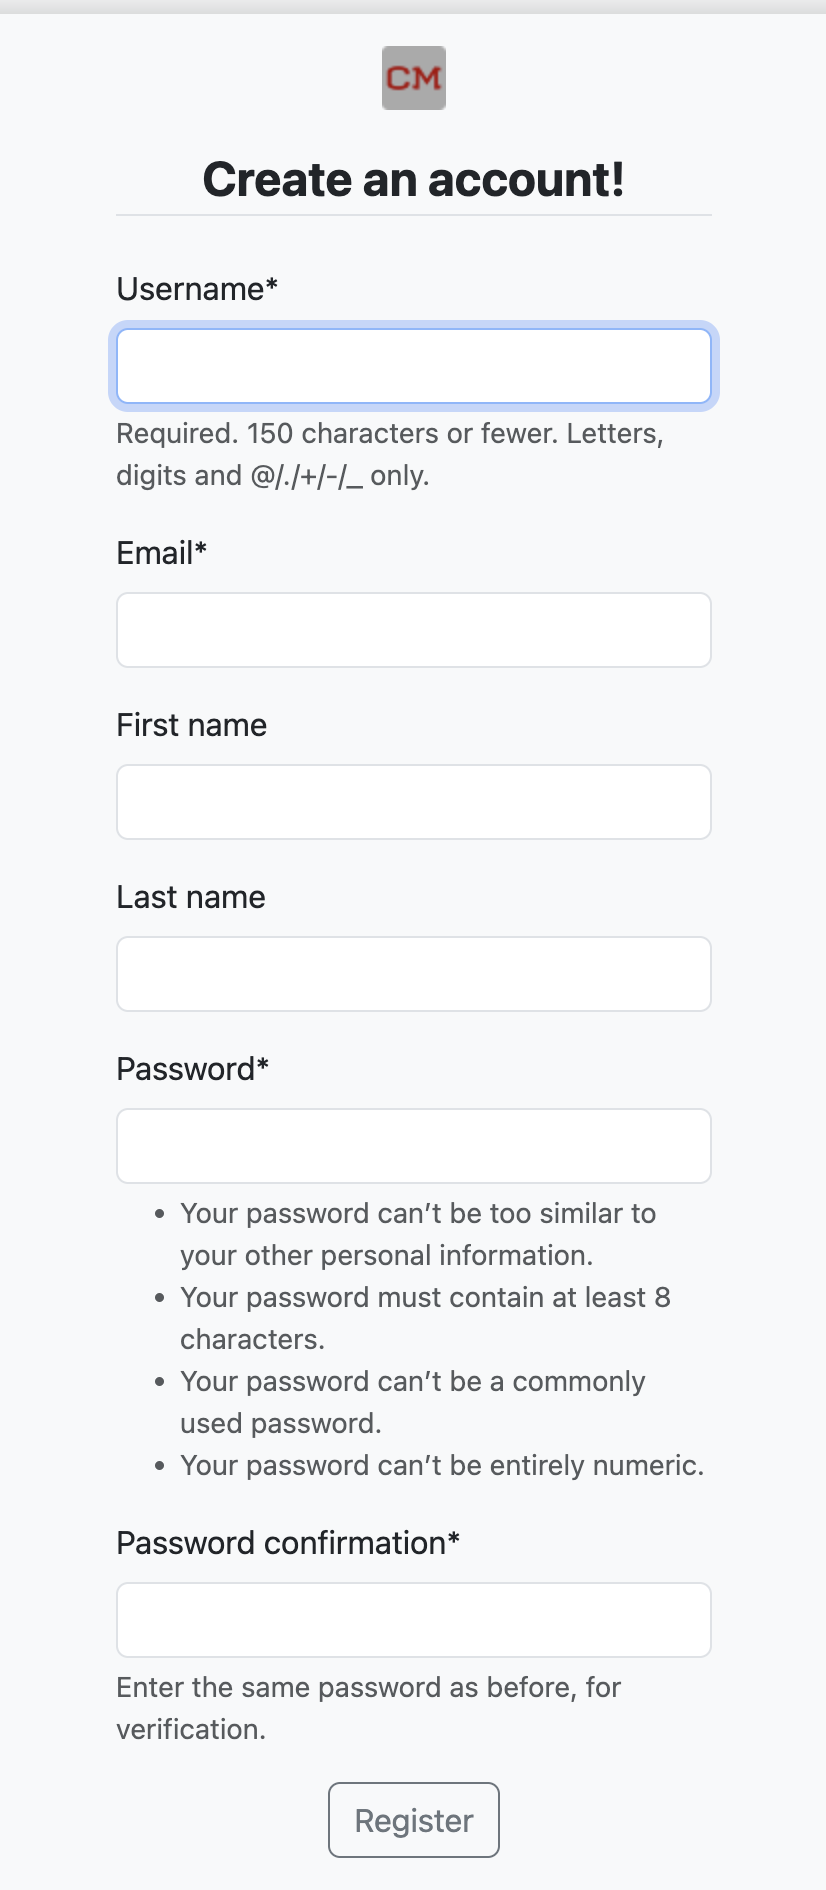 CM
Create an account!
Username*
Required. 150 characters or fewer. Letters,
digits and @/./+/-/_ only.
Email*
First name
Last name
Password*
• Your password can’t be too similar to
your other personal information.
• Your password must contain at least 8
characters.
• Your password can’t be a commonly
used password.
• Your password can’t be entirely numeric.
Password confirmation*
Enter the same password as before, for
verification.
Register